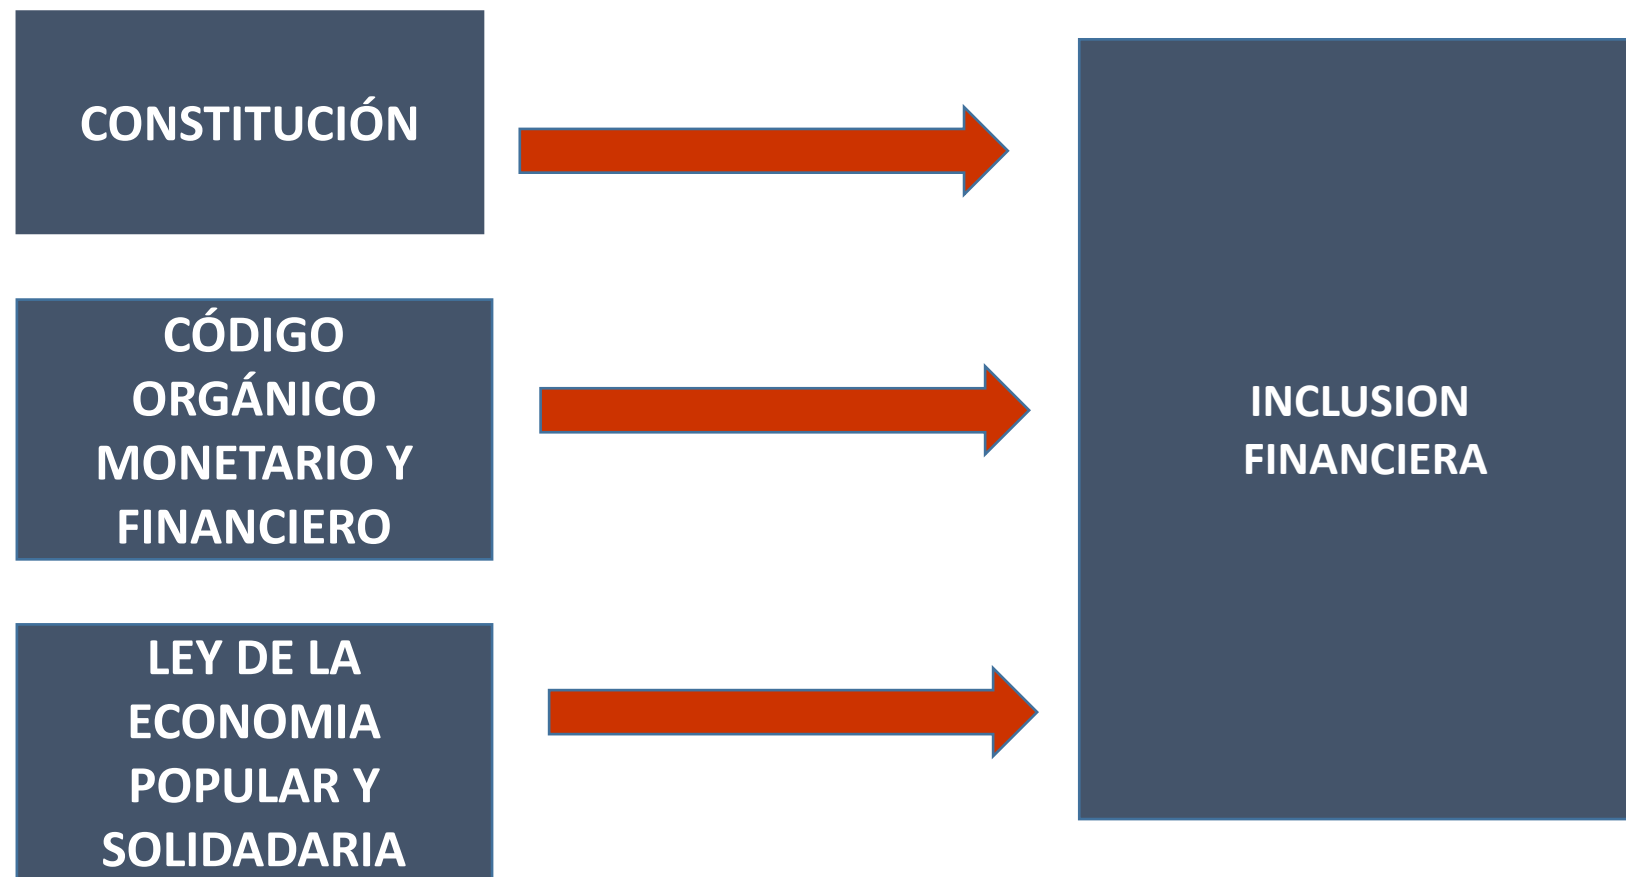 CONSTITUCIÓN
CÓDIGO
ORGÁNICO
MONETARIO Y
FINANCIERO
LEY DE LA
ECONOMIA
POPULAR Y
SOLIDADARIA
INCLUSION
FINANCIERA